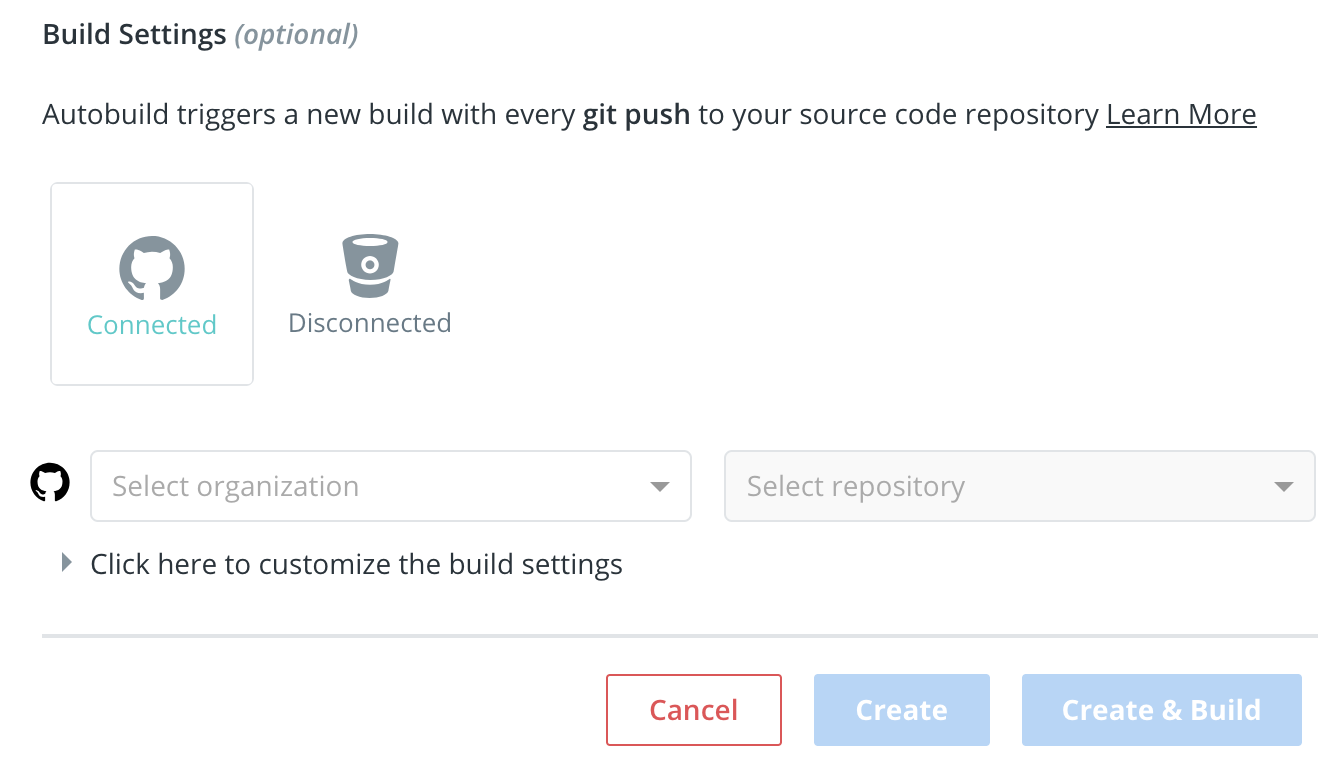 Build Settings (optional)
Autobuild triggers a new build with every git push to your source code repository Learn More
Connected
Disconnected
Select organization
Select repository
Click here to customize the build settings
Cancel
Create
Create & Build